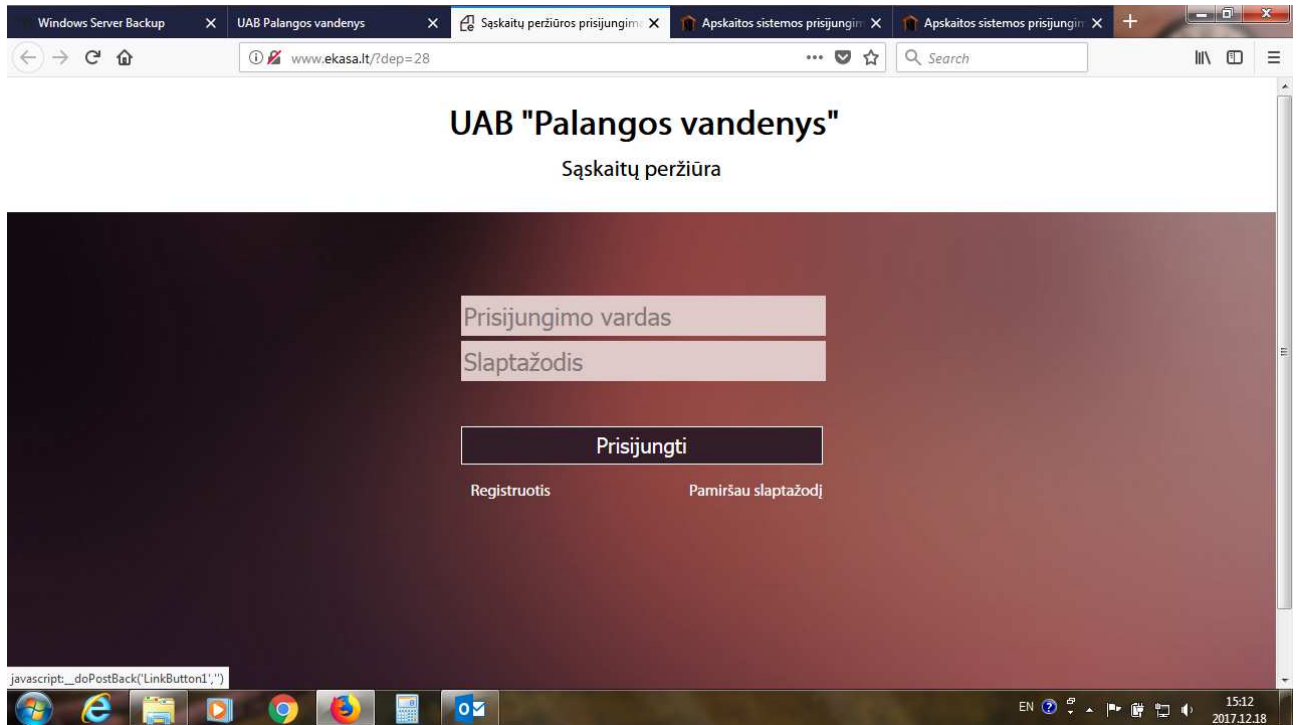 Windows Server Backup
UAB Palangos vandenys
Sąskaitų peržiūros prisijungim
Apskaitos sistemos prisijungim
Apskaitos sistemos prisijungim
www.ekasa.lt/?dep=28
Search
UAB "Palangos vandenys"
Sąskaitų peržiūra
Prisijungimo vardas
Slaptažodis
Prisijungti
Registruotis
Pamiršau slaptažodį
javascript:__doPostBack('LinkButton1','')
EN
15:12
2017.12.18